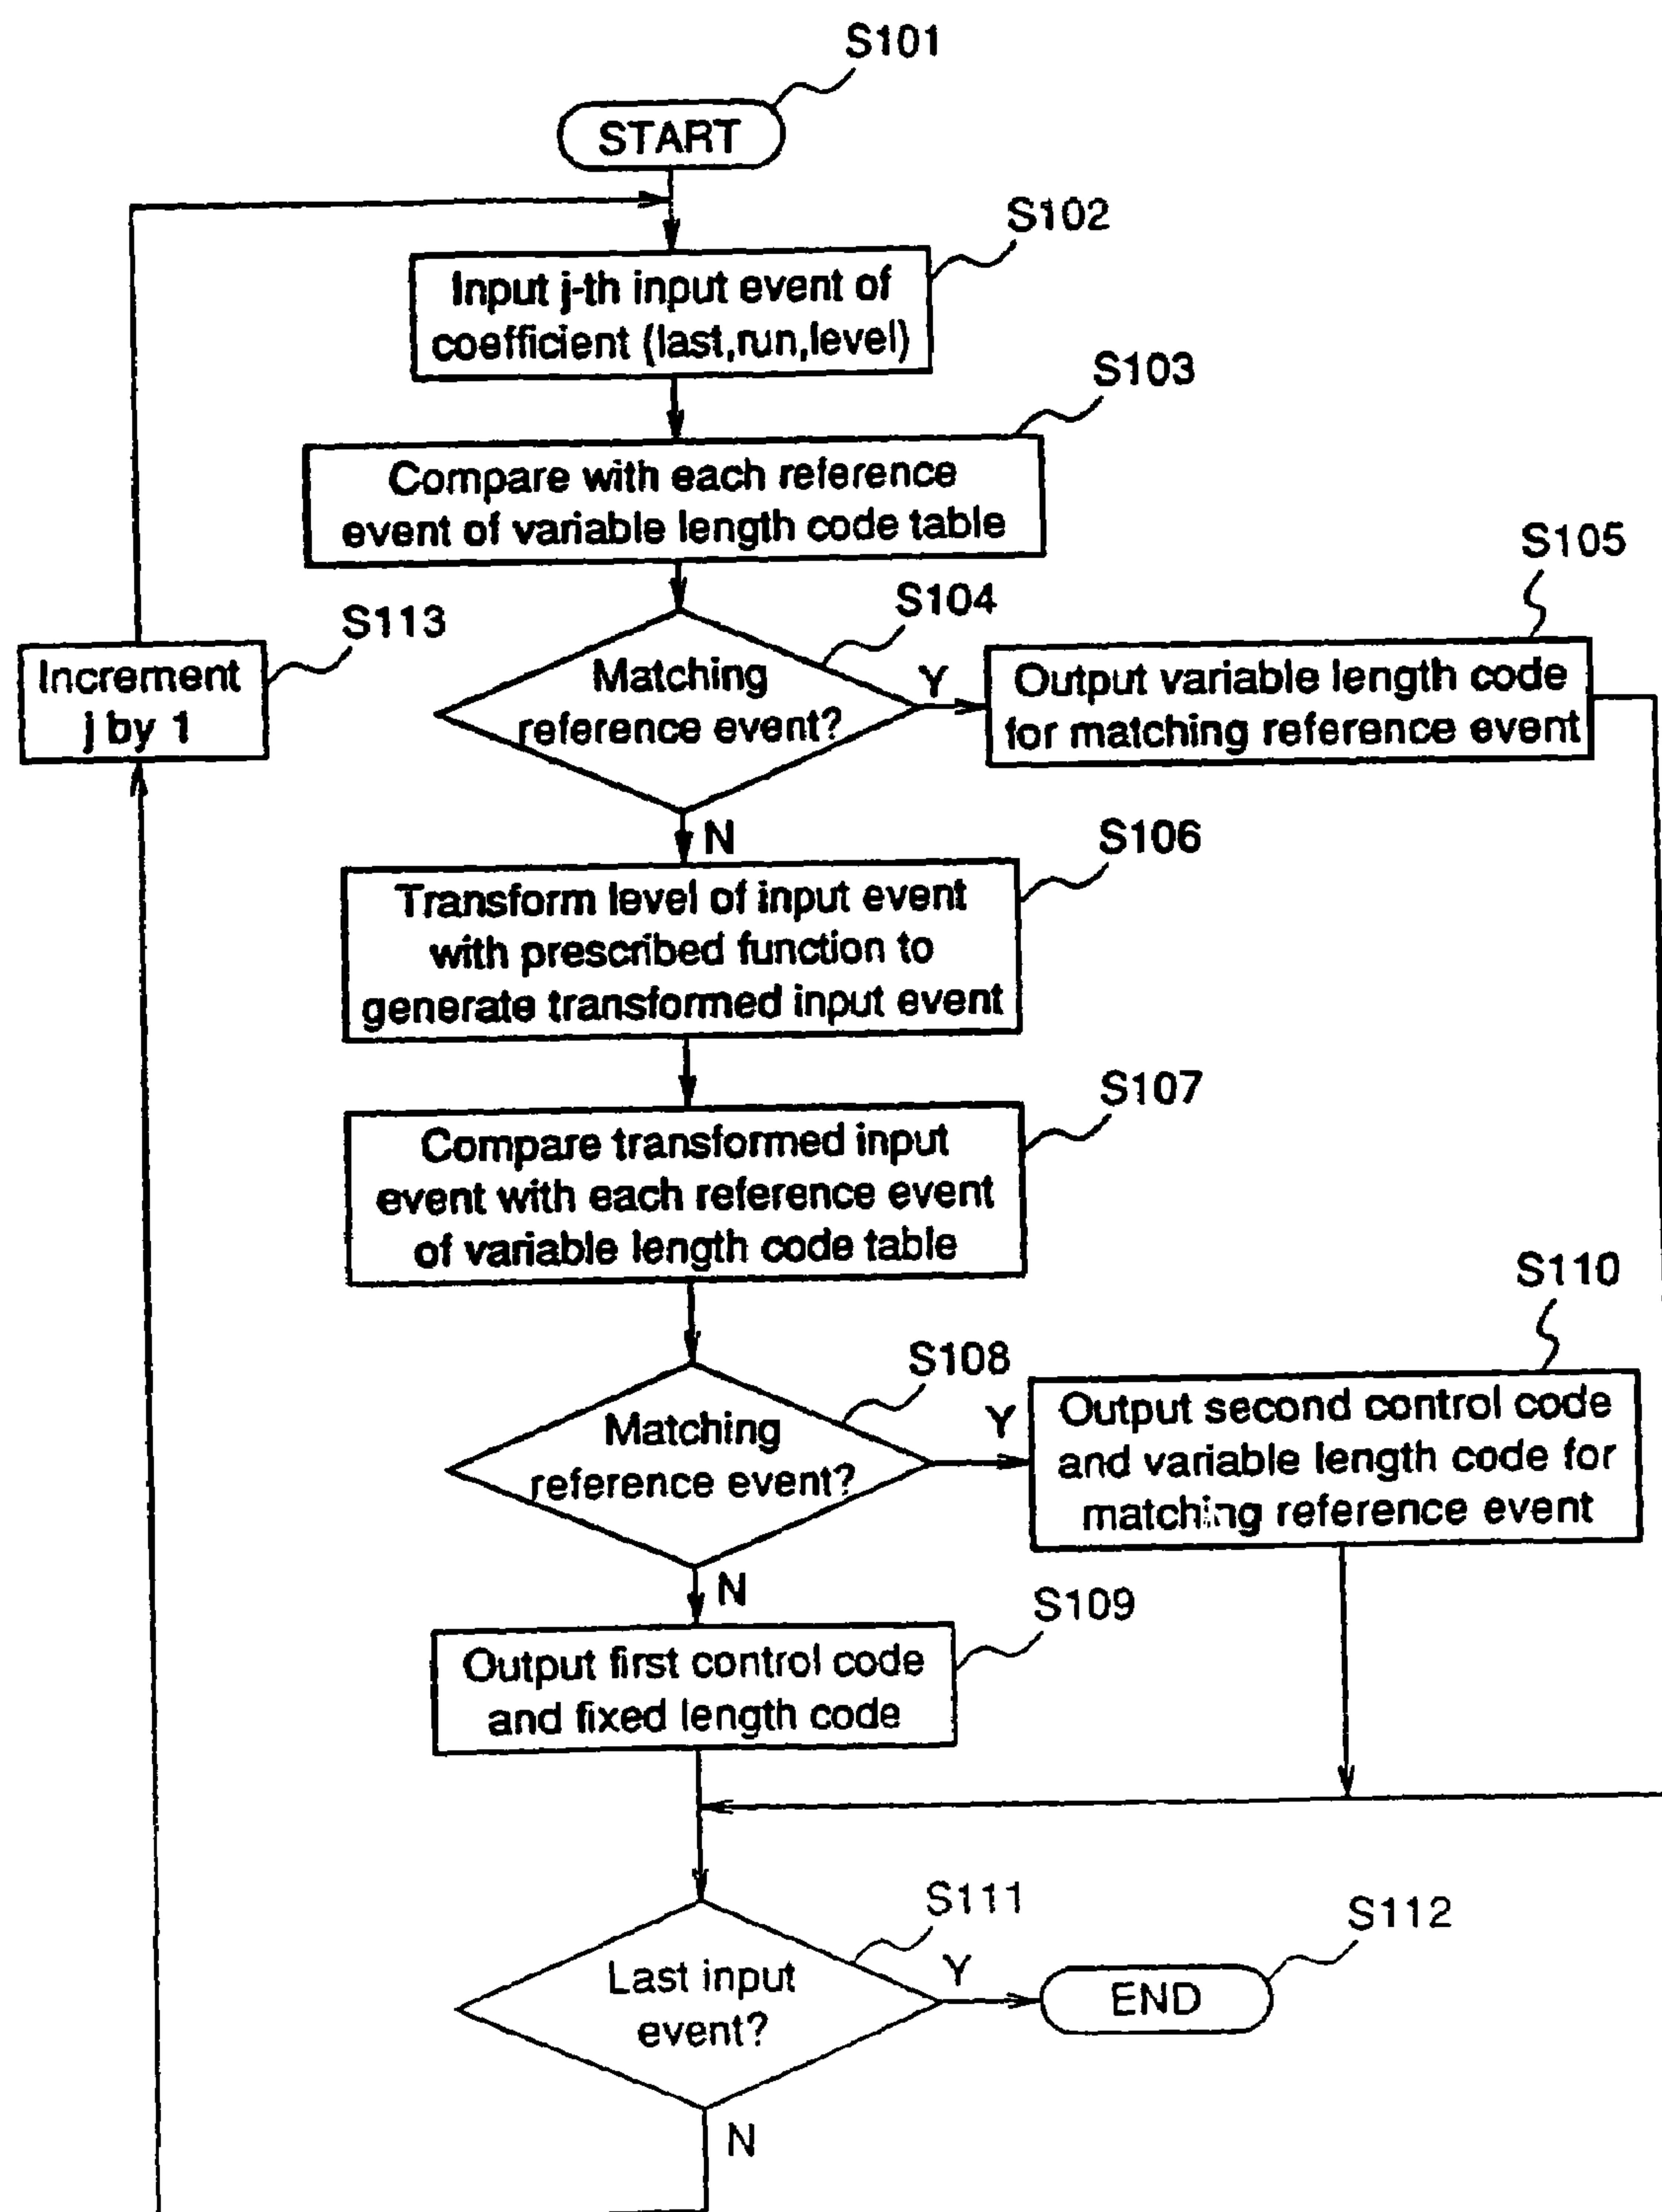 S101
START
S102
Input j-th input event of
coefficient (last,run,level)
S103
Compare with each reference
event of variable length code table
S104
Matching
reference event?
Y
S105
Output variable length code
for matching reference event
S113
Increment
j by 1
N
S106
Transform level of input event
with prescribed function to
generate transformed input event
S107
Compare transformed input
event with each reference event
of variable length code table
S108
Matching
reference event?
Y
S110
Output second control code
and variable length code for
matching reference event
N
S109
Output first control code
and fixed length code
S111
Last input
event?
Y
S112
END
N